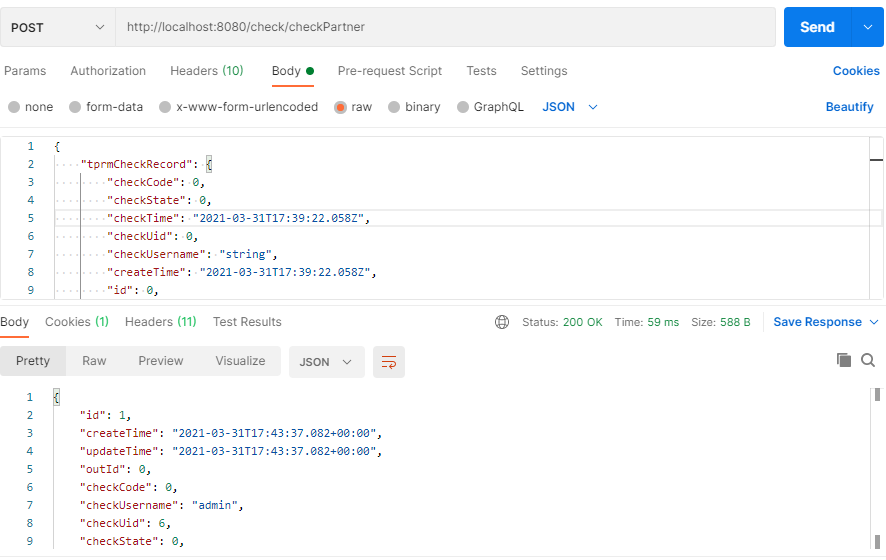 POST http://localhost:8080/check/checkPartner Send
Params Authorization Headers (10) Body Pre-request Script Tests Settings Cookies
none form-data x-www-form-urlencoded raw binary GraphQL JSON Beautify
1 {
2 "tprmCheckRecord": {
3 "checkCode": 0,
4 "checkState": 0,
5 "checkTime": "2021-03-31T17:39:22.058Z",
6 "checkUid": 0,
7 "checkUsername": "string",
8 "createTime": "2021-03-31T17:39:22.058Z",
9 "id": 0,
Body Cookies (1) Headers (11) Test Results Status: 200 OK Time: 59 ms Size: 588 B Save Response
Pretty Raw Preview Visualize JSON
1 {
2 "id": 1,
3 "createTime": "2021-03-31T17:43:37.082+00:00",
4 "updateTime": "2021-03-31T17:43:37.082+00:00",
5 "outId": 0,
6 "checkCode": 0,
7 "checkUsername": "admin",
8 "checkUid": 6,
9 "checkState": 0,